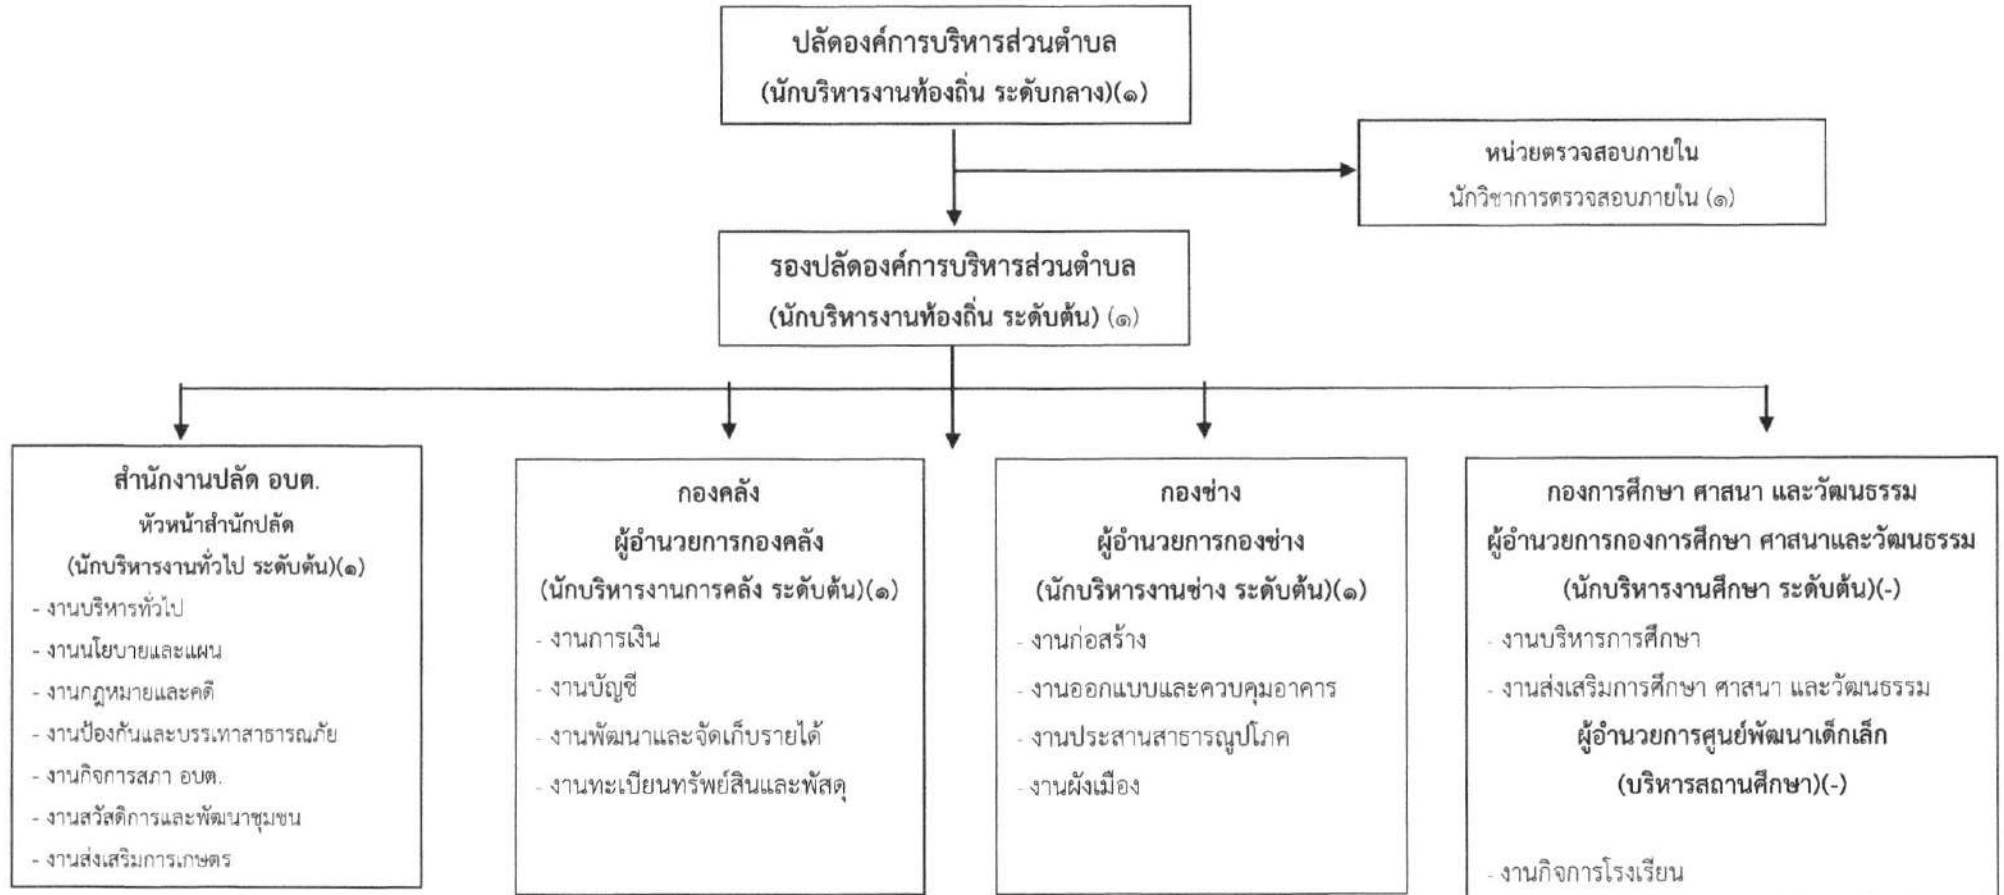 ปลัดองค์การบริหารส่วนตำบล
(นักบริหารงานท้องถิ่น ระดับกลาง)(๑)
หน่วยตรวจสอบภายใน
นักวิชาการตรวจสอบภายใน (๑)
รองปลัดองค์การบริหารส่วนตำบล
(นักบริหารงานท้องถิ่น ระดับต้น) (๑)
สำนักงานปลัด อบต.
หัวหน้าสำนักปลัด
(นักบริหารงานทั่วไป ระดับต้น)(๑)
- งานบริหารทั่วไป
- งานนโยบายและแผน
- งานกฎหมายและคดี
- งานป้องกันและบรรเทาสาธารณภัย
- งานกิจการสภา อบต.
- งานสวัสดิการและพัฒนาชุมชน
- งานส่งเสริมการเกษตร
กองคลัง
ผู้อำนวยการกองคลัง
(นักบริหารงานการคลัง ระดับต้น)(๑)
- งานการเงิน
- งานบัญชี
- งานพัฒนาและจัดเก็บรายได้
- งานทะเบียนทรัพย์สินและพัสดุ
กองช่าง
ผู้อำนวยการกองช่าง
(นักบริหารงานช่าง ระดับต้น)(๑)
- งานก่อสร้าง
- งานออกแบบและควบคุมอาคาร
- งานประสานสาธารณูปโภค
- งานผังเมือง
กองการศึกษา ศาสนา และวัฒนธรรม
ผู้อำนวยการกองการศึกษา ศาสนาและวัฒนธรรม
(นักบริหารงานศึกษา ระดับต้น)(-)
- งานบริหารการศึกษา
- งานส่งเสริมการศึกษา ศาสนา และวัฒนธรรม
ผู้อำนวยการศูนย์พัฒนาเด็กเล็ก
(บริหารสถานศึกษา)(-)
- งานกิจการโรงเรียน